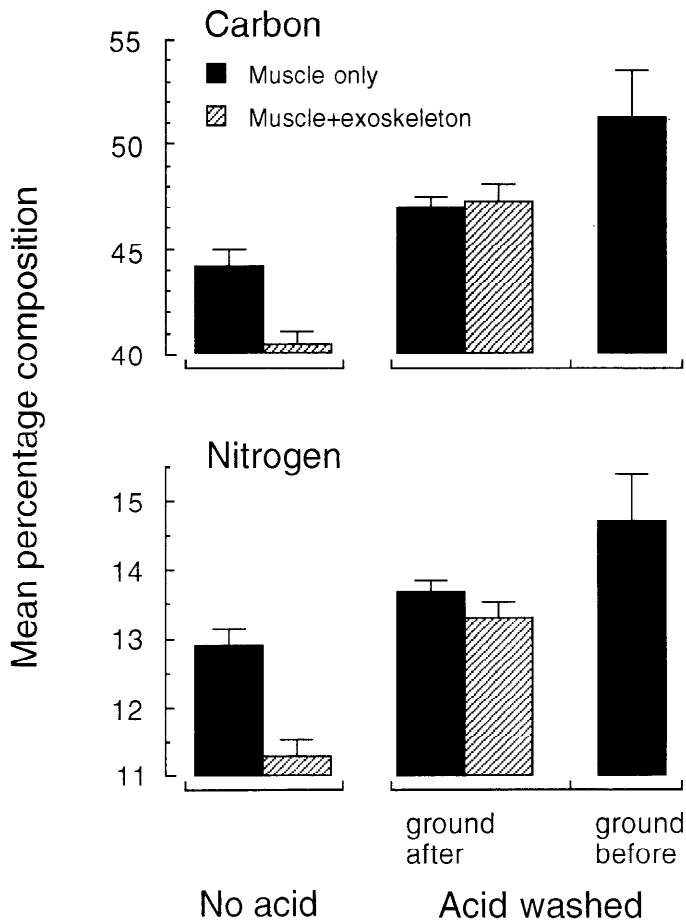 Carbon
Muscle only
Muscle+exoskeleton
55
50
45
40
Mean percentage composition
Nitrogen
15
14
13
12
11
ground after
ground before
No acid
Acid washed